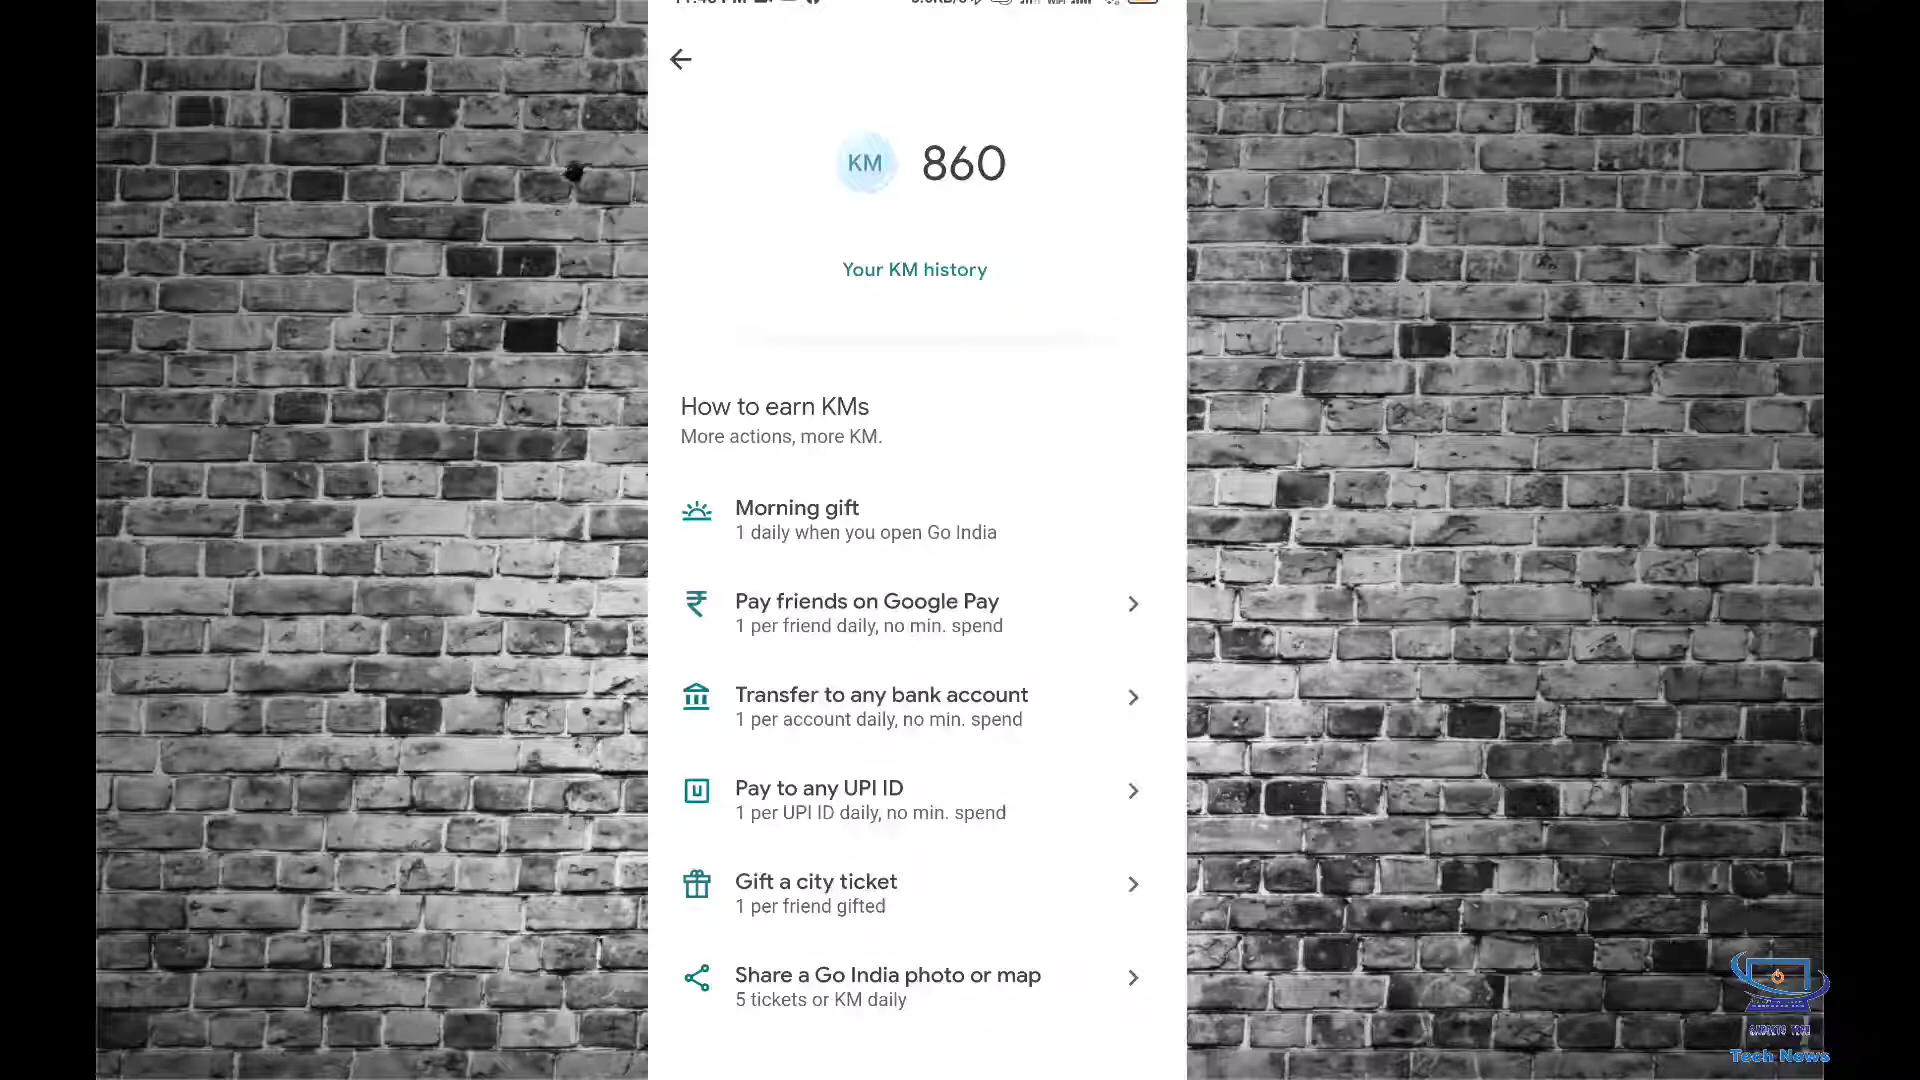 KM 860
Your KM history
How to earn KMs
More actions, more KM.
Morning gift
1 daily when you open Go India
Pay friends on Google Pay
1 per friend daily, no min. spend
Transfer to any bank account
1 per account daily, no min. spend
Pay to any UPI ID
1 per UPI ID daily, no min. spend
Gift a city ticket
1 per friend gifted
Share a Go India photo or map
5 tickets or KM daily
GADGETS TECH
Tech News